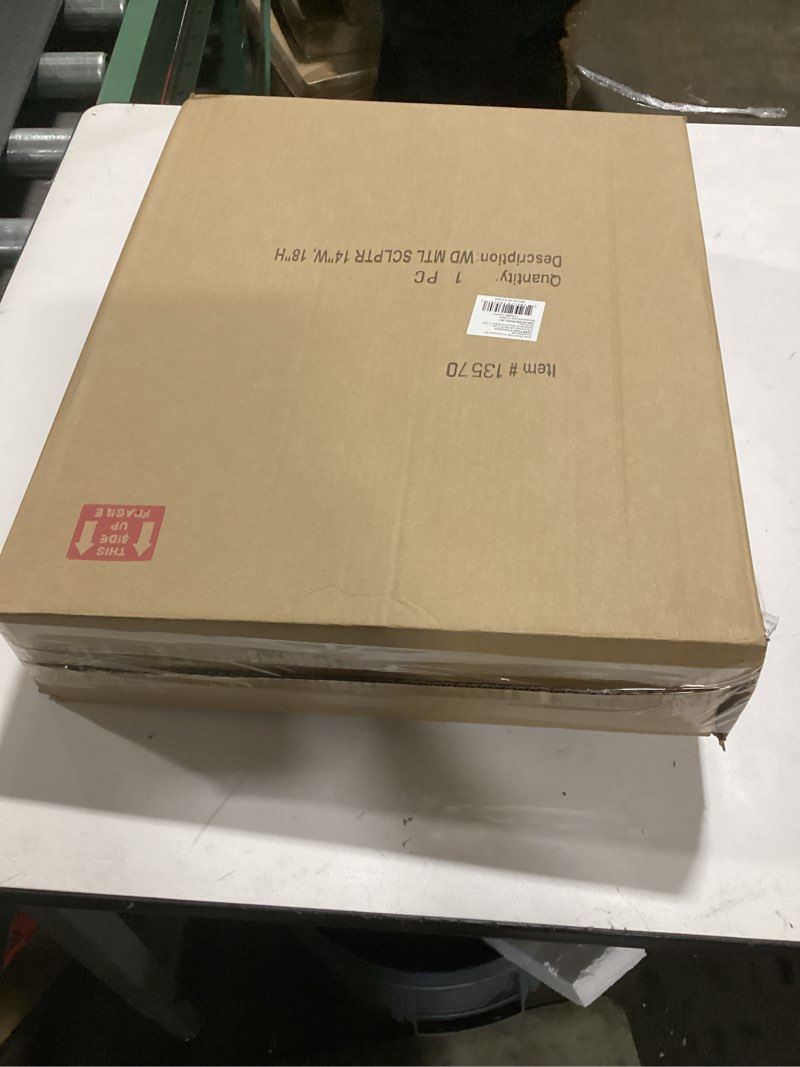 THIS
SIDE
UP
FRAGILE
Item # 13570
Quantity: 1 PC
Description:WD MTL SCLPTR 14"W, 18"H